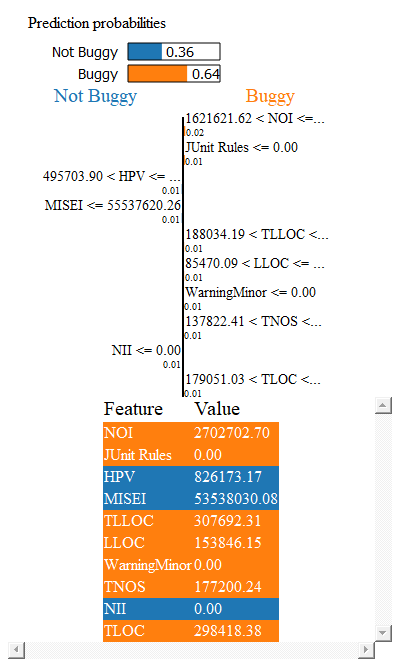 Prediction probabilities
Not Buggy 0.36
Buggy 0.64
Not Buggy Buggy
1621621.62 < NOI <=...
0.02
JUnit Rules <= 0.00
0.01
495703.90 < HPV <= ...
0.01
MISEI <= 55537620.26
0.01
188034.19 < TLLOC <...
0.01
85470.09 < LLOC <= ...
0.01
WarningMinor <= 0.00
0.01
137822.41 < TNOS <...
0.01
NII <= 0.00
0.01
179051.03 < TLOC <...
0.01
Feature Value
NOI 2702702.70
JUnit Rules 0.00
HPV 826173.17
MISEI 53538030.08
TLLOC 307692.31
LLOC 153846.15
WarningMinor 0.00
TNOS 177200.24
NII 0.00
TLOC 298418.38